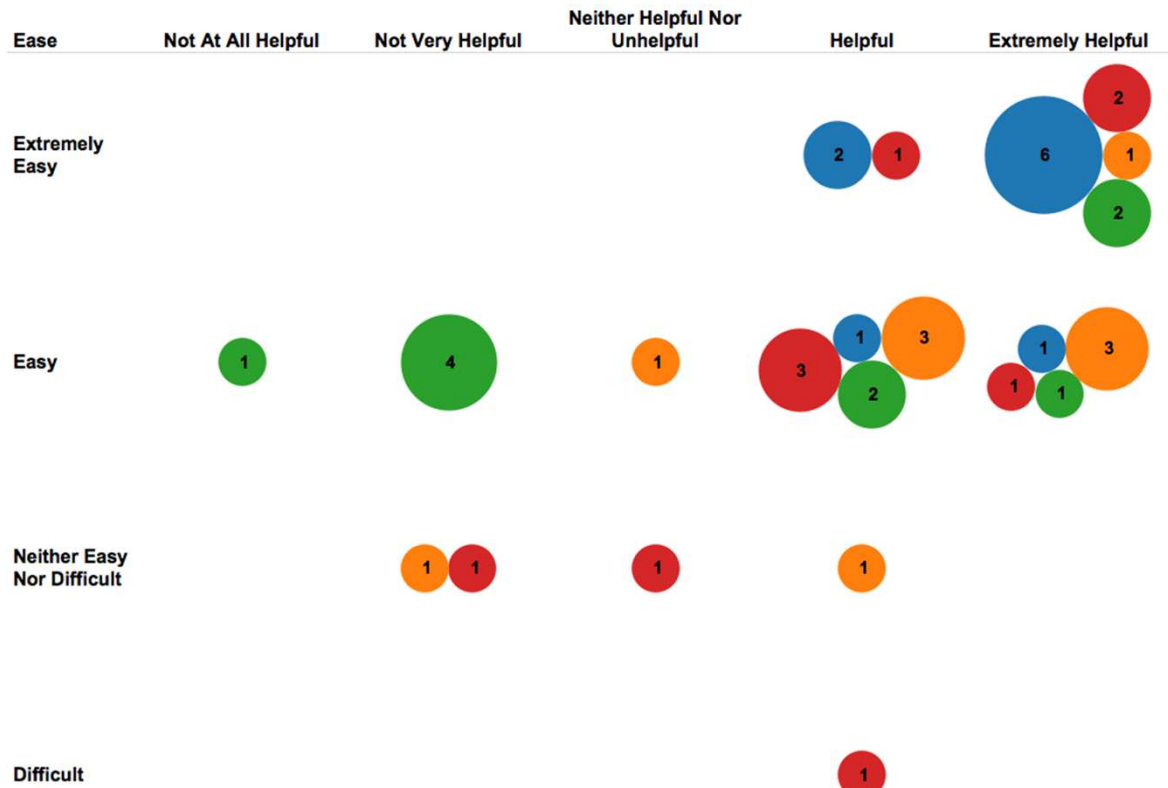 Neither Helpful Nor
Ease Not At All Helpful Not Very Helpful Unhelpful Helpful Extremely Helpful
2
Extremely
Easy
2 1 6 1
2
1 3 3
Easy
1 4 1 1
3 2 1 1
Neither Easy
Nor Difficult
1 1 1 1
Difficult 1